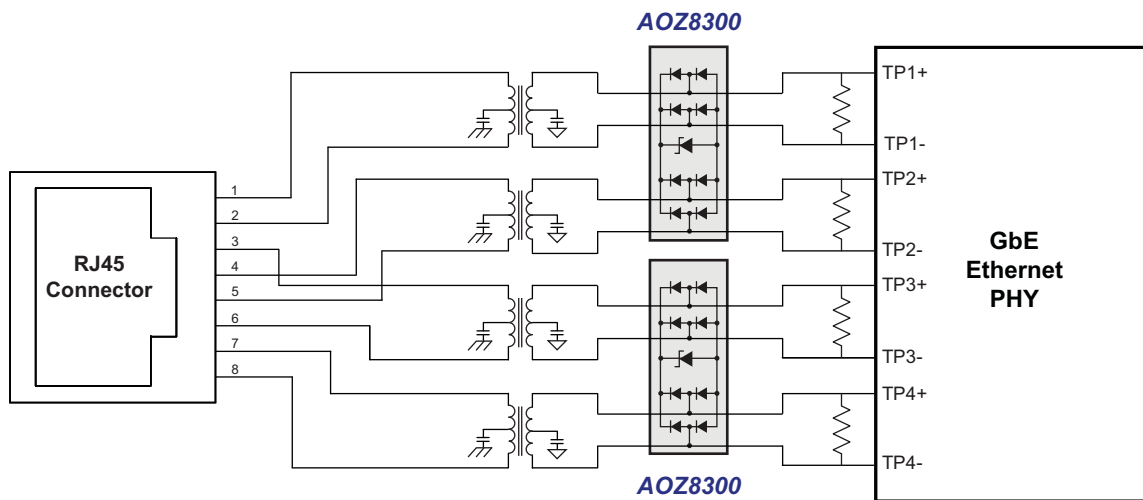 AOZ8300
TP1+
TP1-
TP2+
TP2-
1
2
3
4
5
6
7
8
RJ45
Connector
GbE
Ethernet
PHY
TP3+
TP3-
TP4+
TP4-
AOZ8300